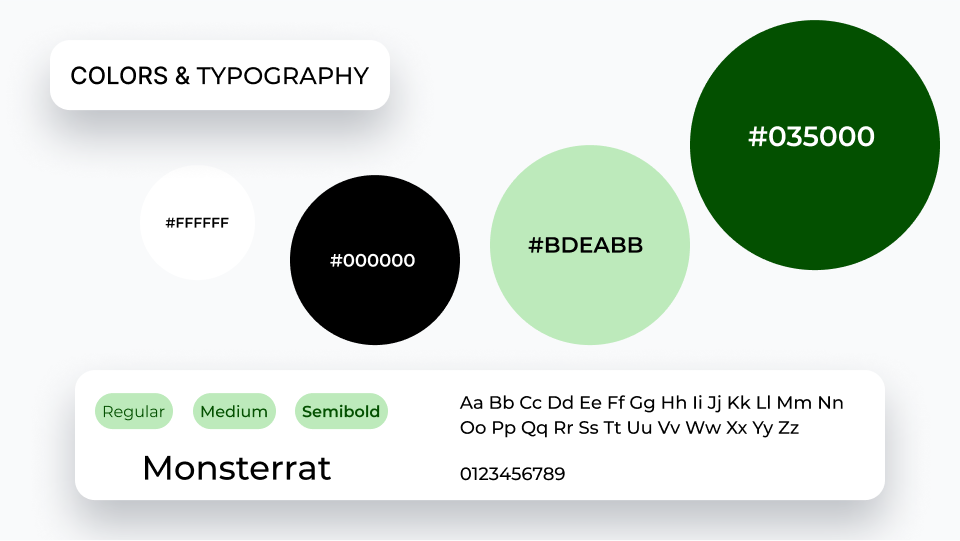 COLORS & TYPOGRAPHY
#035000
#FFFFFF
#000000
#BDEABB
Regular
Medium
Semibold
Monsterrat
Aa Bb Cc Dd Ee Ff Gg Hh Ii Jj Kk Ll Mm Nn
Oo Pp Qq Rr Ss Tt Uu Vv Ww Xx Yy Zz
0123456789